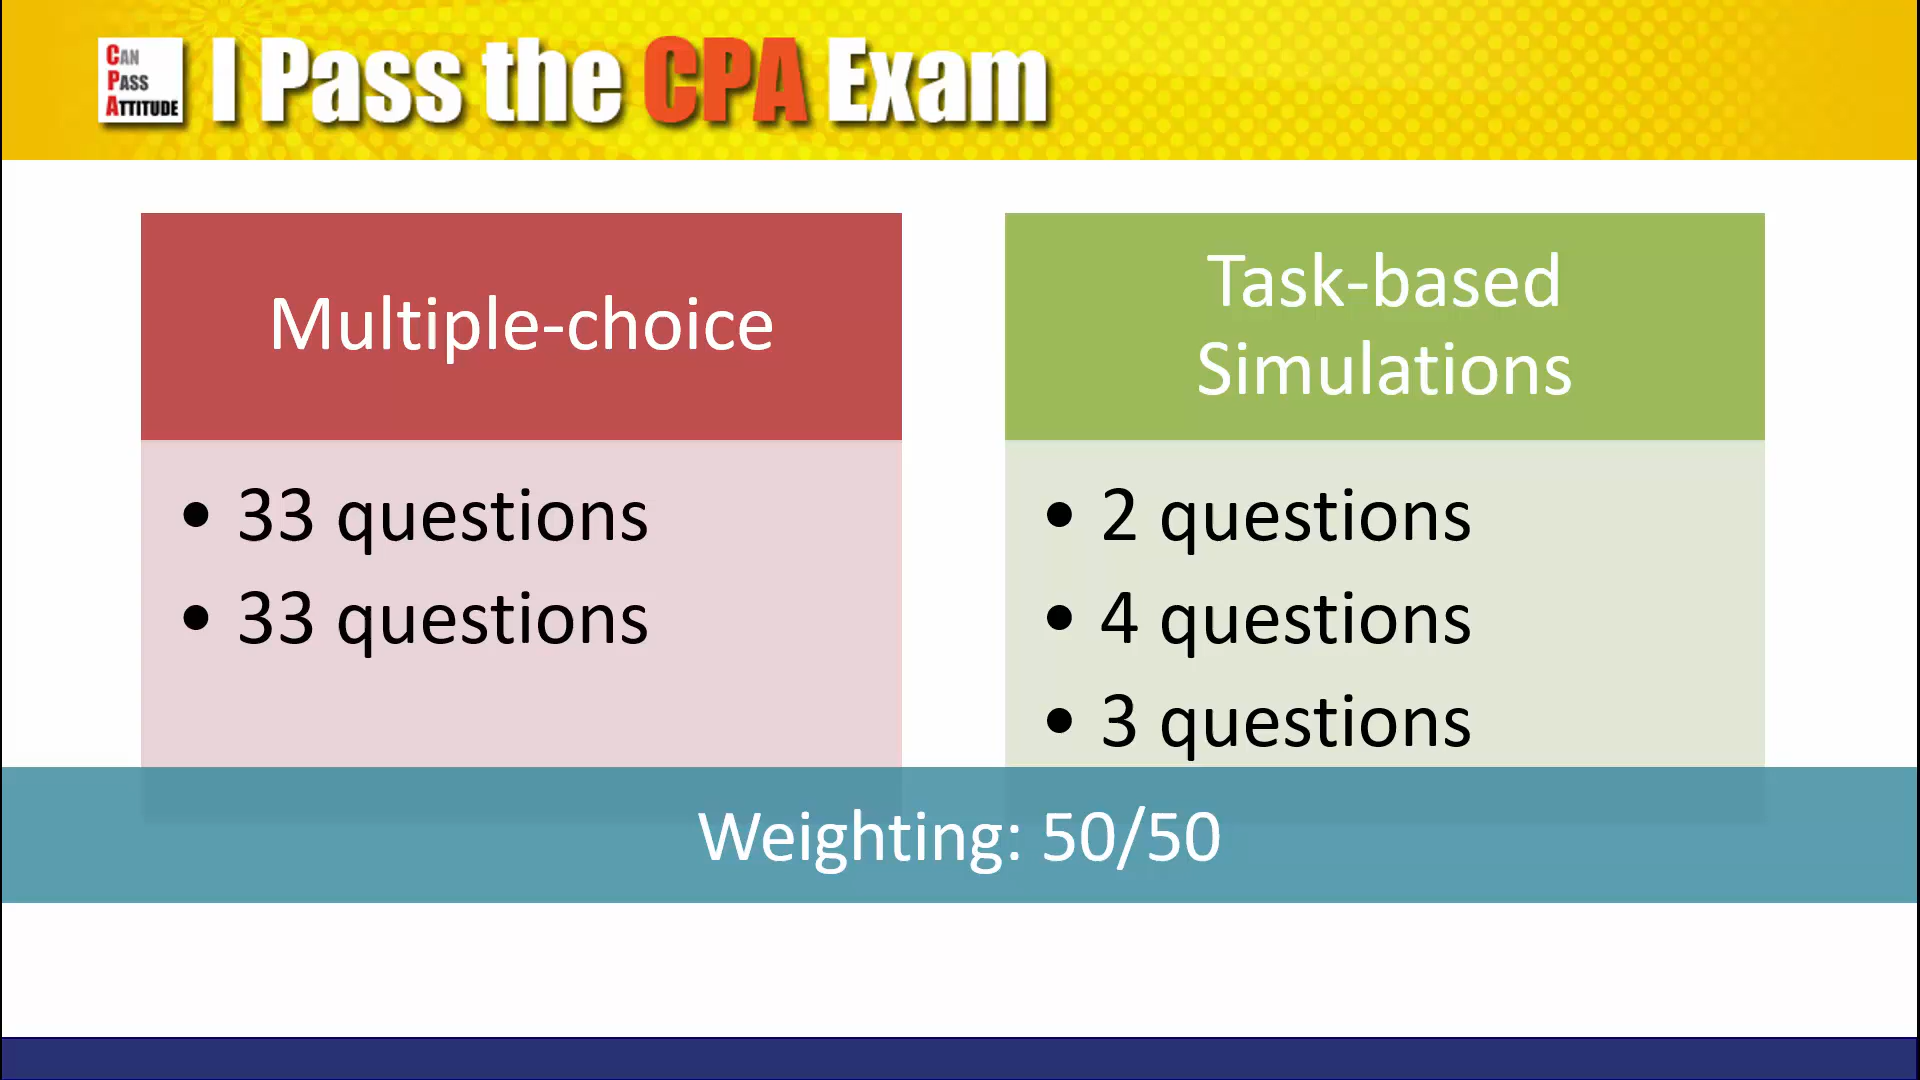 CAN
PASS
ATTITUDE
I Pass the CPA Exam
Multiple-choice
• 33 questions
• 33 questions
Task-based
Simulations
• 2 questions
• 4 questions
• 3 questions
Weighting: 50/50